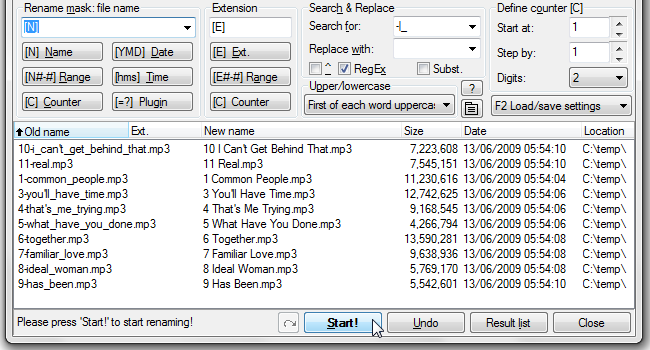 Rename mask: file name
Extension
Search & Replace
Define counter [C]
[N]
[E]
Search for: -|_
Start at: 1
Replace with:
Step by: 1
[N] Name
[YMD] Date
[E] Ext.
^
RegEx
Subst.
Digits: 2
[N#-#] Range
[hms] Time
[E#-#] Range
Upper/lowercase
?
[C] Counter
[=?] Plugin
[C] Counter
First of each word uppercas
F2 Load/save settings
Old name Ext. New name Size Date Location
10-i_can't_get_behind_that.mp3 10 I Can't Get Behind That.mp3 7,223,608 13/06/2009 05:54:10 C:\temp\
11-real.mp3 11 Real.mp3 7,545,151 13/06/2009 05:54:10 C:\temp\
1-common_people.mp3 1 Common People.mp3 11,230,616 13/06/2009 05:54:04 C:\temp\
3-you'll_have_time.mp3 3 You'll Have Time.mp3 12,742,625 13/06/2009 05:54:06 C:\temp\
4-that's_me_trying.mp3 4 That's Me Trying.mp3 9,168,545 13/06/2009 05:54:06 C:\temp\
5-what_have_you_done.mp3 5 What Have You Done.mp3 4,266,794 13/06/2009 05:54:06 C:\temp\
6-together.mp3 6 Together.mp3 13,590,281 13/06/2009 05:54:08 C:\temp\
7-familiar_love.mp3 7 Familiar Love.mp3 9,638,936 13/06/2009 05:54:08 C:\temp\
8-ideal_woman.mp3 8 Ideal Woman.mp3 5,769,170 13/06/2009 05:54:08 C:\temp\
9-has_been.mp3 9 Has Been.mp3 5,542,601 13/06/2009 05:54:10 C:\temp\
Please press 'Start!' to start renaming!
Start!
Undo
Result list
Close